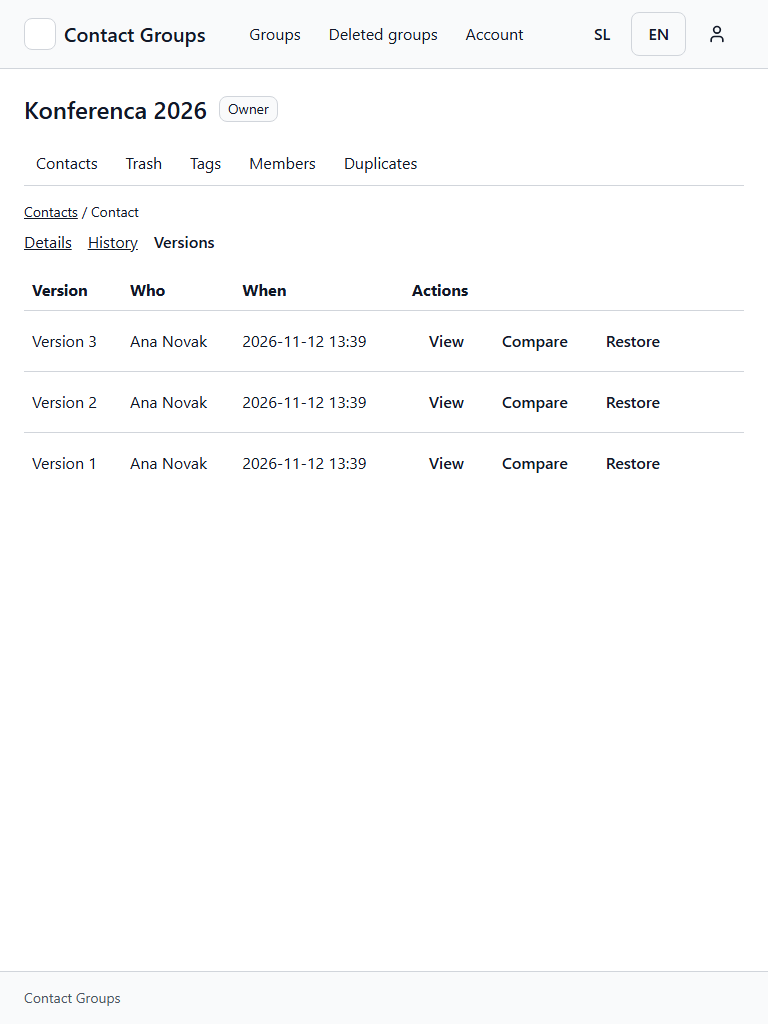 Contact Groups Groups Deleted groups Account SL EN
Konferenca 2026 Owner
Contacts Trash Tags Members Duplicates
Contacts / Contact
Details History Versions
Version Who When Actions
Version 3 Ana Novak 2026-11-12 13:39 View Compare Restore
Version 2 Ana Novak 2026-11-12 13:39 View Compare Restore
Version 1 Ana Novak 2026-11-12 13:39 View Compare Restore
Contact Groups